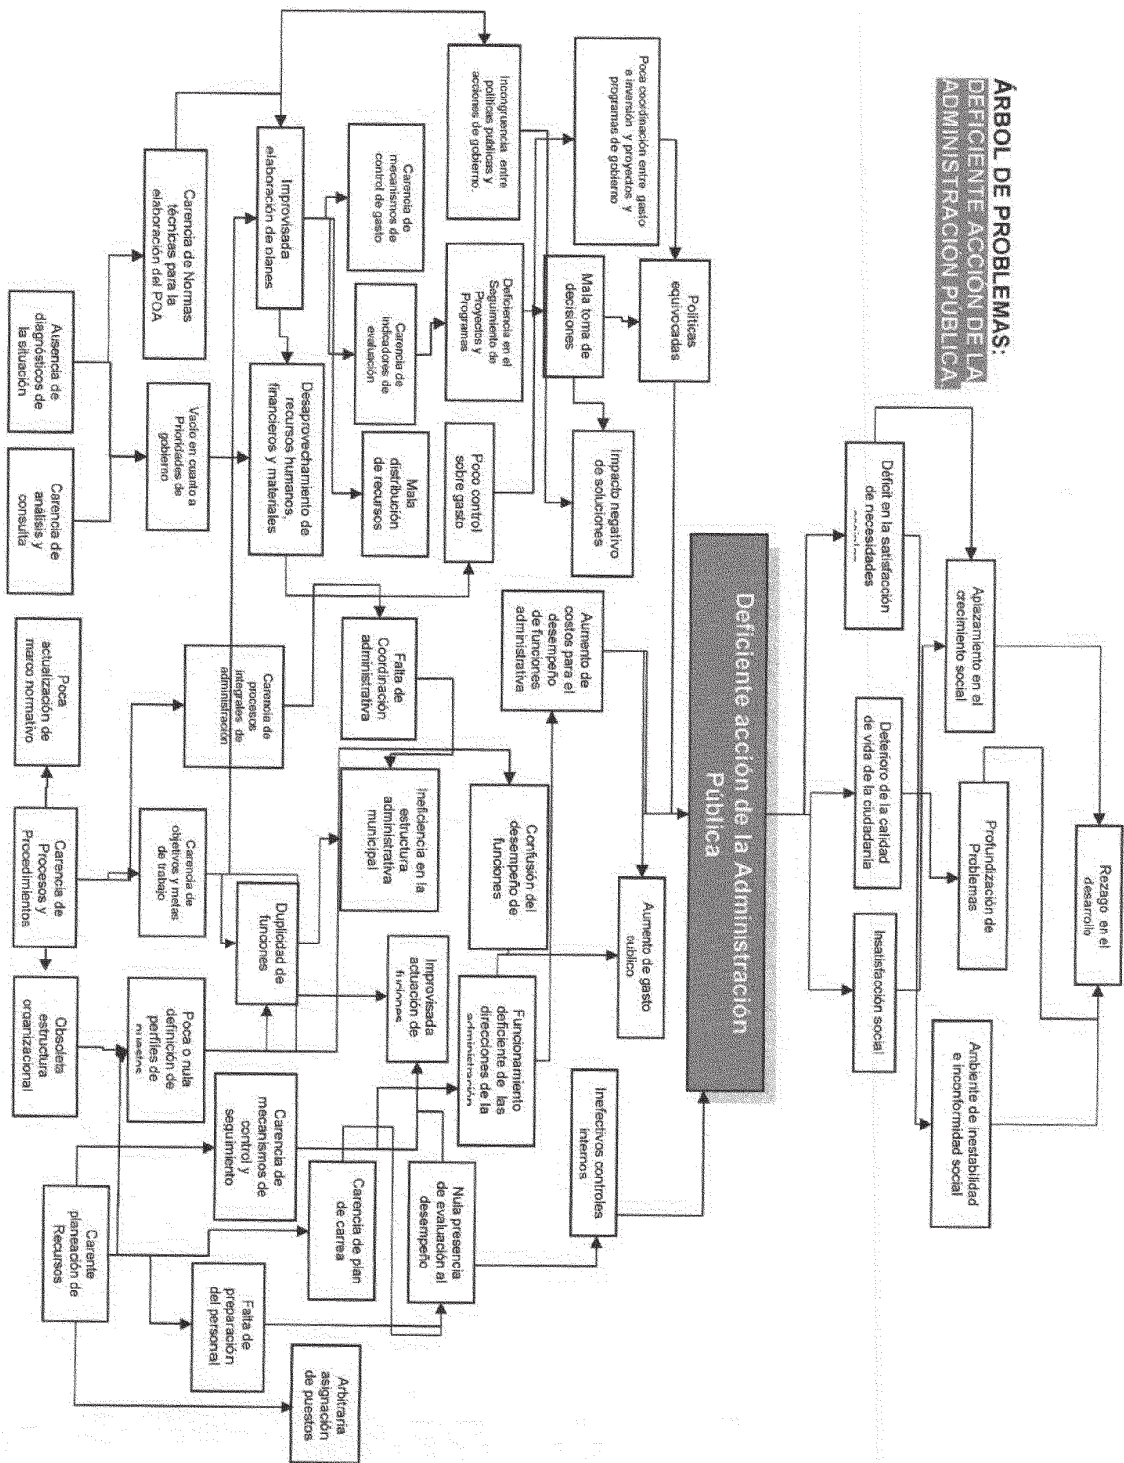 ÁRBOL DE PROBLEMAS:
DEFICIENTE ACCIÓN DE LA
ADMINISTRACIÓN PÚBLICA
Rezago en el
desarrollo
Aplazamiento en el
crecimiento social
Profundización de
Problemas
Ambiente de inestabilidad
e inconformidad social
Déficit en la satisfacción
de necesidades
Deterioro de la calidad
de vida de la ciudadanía
Insatisfacción social
Deficiente acción de la Administración
Pública
Políticas
equivocadas
Aumento de gasto
público
Inefectivos controles
internos
Poca coordinación entre gasto
e inversión y proyectos y
programas de gobierno
Mala toma de
decisiones
Impacto negativo
de soluciones
Aumento de
costos para el
desempeño
de funciones
administrativa
Incongruencia entre
políticas públicas y
acciones de gobierno.
Deficiencia en el
Seguimiento de
Proyectos y
Programas
Poco control
sobre gasto
Confusión del
desempeño de
funciones
Funcionamiento
deficiente de las
direcciones de la
administración
Nula presencia
de evaluación al
desempeño
Carencia de
mecanismos de
control de gasto
Carencia de
indicadores de
evaluación
Mala
distribución
de recursos
Falta de
Coordinación
administrativa
Ineficiencia en la
estructura
administrativa
municipal
Improvisada
actuación de
funciones
Carencia de plan
de carrea
Arbitraria
asignación
de puestos
Improvisada
elaboración de planes
Desaprovechamiento de
recursos humanos,
financieros y materiales
Carencia de
procesos
integrales de
administración
Duplicidad de
funciones
Carencia de
mecanismos de
control y
seguimiento
Falta de
preparación
del personal
Carencia de Normas
técnicas para la
elaboración del POA
Vacío en cuanto a
Prioridades de
gobierno
Carencia de
objetivos y metas
de trabajo
Poca o nula
definición de
perfiles de
puestos
Ausencia de
diagnósticos de
la situación
Carencia de
análisis y
consulta
Poca
actualización de
marco normativo
Carencia de
Procesos y
Procedimientos
Obsoleta
estructura
organizacional
Carente
planeación de
Recursos